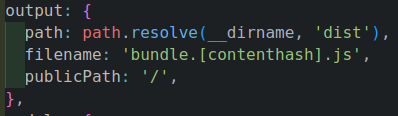 output: {
  path: path.resolve(__dirname, 'dist'),
  filename: 'bundle.[contenthash].js',
  publicPath: '/',
},